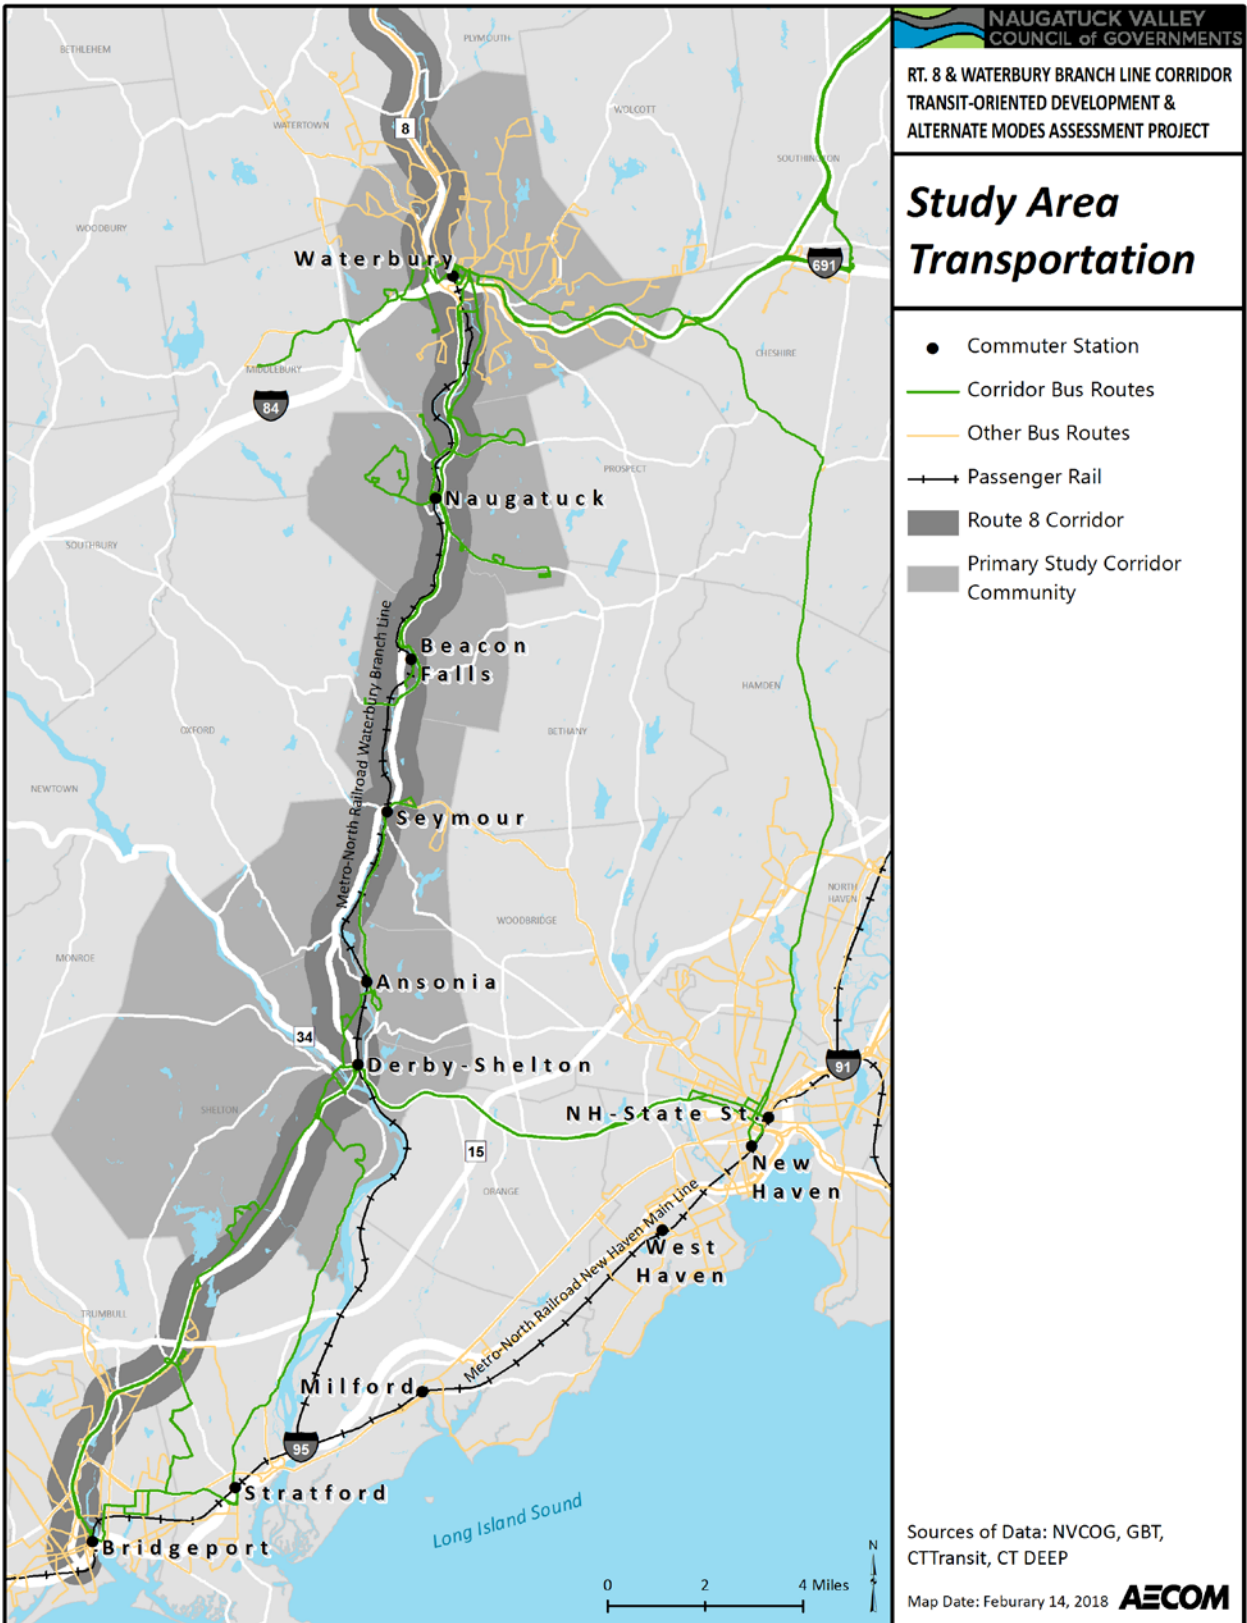 NAUGATUCK VALLEY
COUNCIL of GOVERNMENTS
RT. 8 & WATERBURY BRANCH LINE CORRIDOR
TRANSIT-ORIENTED DEVELOPMENT &
ALTERNATE MODES ASSESSMENT PROJECT
Study Area
Transportation
Commuter Station
Corridor Bus Routes
Other Bus Routes
Passenger Rail
Route 8 Corridor
Primary Study Corridor
Community
PLYMOUTH
BETHLEHEM
WOLCOTT
WATERTOWN
8
SOUTHINGTON
WOODBURY
Waterbury
691
CHESHIRE
MIDDLEBURY
84
PROSPECT
Naugatuck
SOUTHBURY
Beacon
Falls
Metro-North Railroad Waterbury Branch Line
HAMDEN
OXFORD
BETHANY
NEWTOWN
Seymour
NORTH
HAVEN
WOODBRIDGE
MONROE
Ansonia
34
Derby-Shelton
91
SHELTON
NH-State St.
15
New
Haven
ORANGE
Metro-North Railroad New Haven Main Line
West
Haven
TRUMBULL
Milford
95
Stratford
Long Island Sound
Bridgeport
N
0 2 4 Miles
Sources of Data: NVCOG, GBT,
CTTransit, CT DEEP
Map Date: Feburary 14, 2018 AECOM